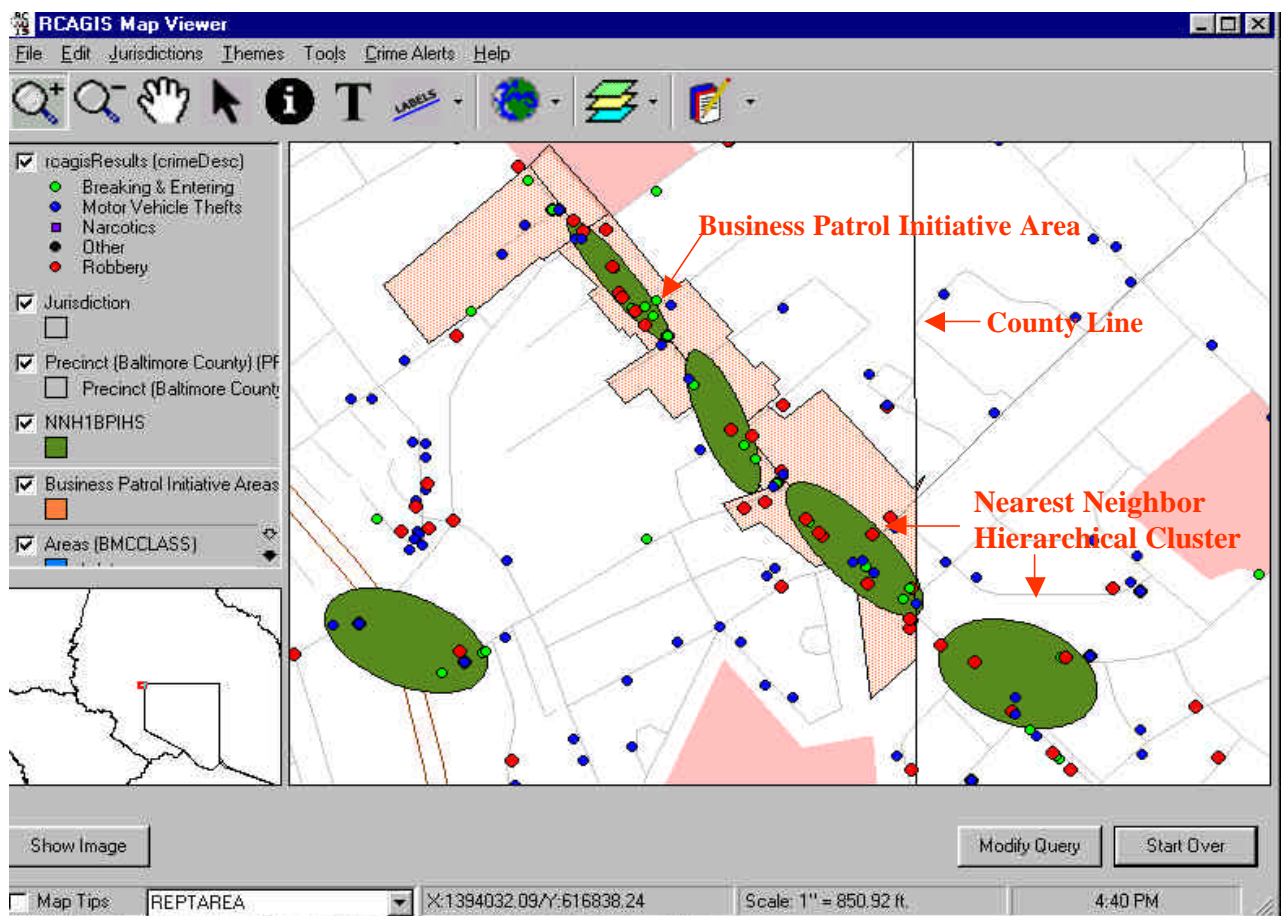 RCAGIS Map Viewer
File Edit Jurisdictions Themes Tools Crime Alerts Help
T LABELS
rcagisResults (crimeDesc)
Breaking & Entering
Motor Vehicle Thefts
Narcotics
Other
Robbery
Jurisdiction
Precinct (Baltimore County) (PF
Precinct (Baltimore County
NNH1BPIHS
Business Patrol Initiative Areas
Areas (BMCCLASS)
Business Patrol Initiative Area
County Line
Nearest Neighbor
Hierarchical Cluster
Show Image
Modify Query
Start Over
Map Tips
REPTAREA
X:1394032.09/Y:616838.24
Scale: 1" = 850.92 ft.
4:40 PM